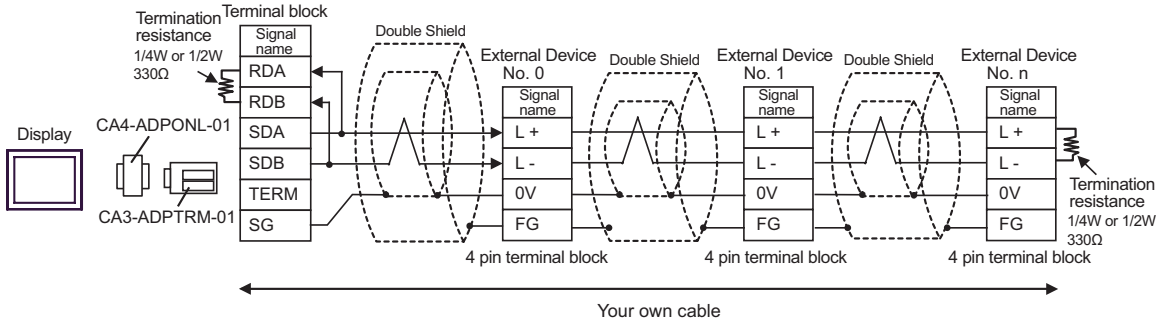 Termination
resistance
1/4W or 1/2W
330Ω
Terminal block
Signal
name
RDA
RDB
SDA
SDB
TERM
SG
Display
CA4-ADPONL-01
CA3-ADPTRM-01
Double Shield
External Device
No. 0
Signal
name
L +
L -
0V
FG
4 pin terminal block
Double Shield
External Device
No. 1
Signal
name
L +
L -
0V
FG
4 pin terminal block
Double Shield
External Device
No. n
Signal
name
L +
L -
0V
FG
4 pin terminal block
Termination
resistance
1/4W or 1/2W
330Ω
Your own cable